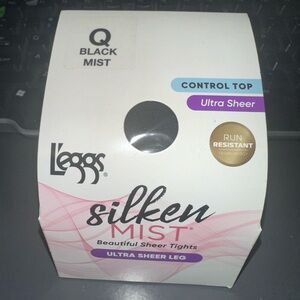 Q
BLACK
MIST
CONTROL TOP
Ultra Sheer
RUN
RESISTANT
L'eggs®
silken
MIST
Beautiful Sheer Tights
ULTRA SHEER LEG